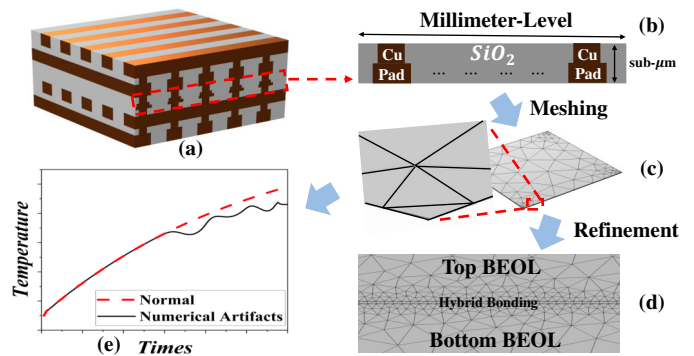 Millimeter-Level
(b)
Cu
SiO₂
Cu
Pad
... ... ... ...
Pad
sub-μm
(a)
Meshing
(c)
Refinement
Top BEOL
Hybrid Bonding
Bottom BEOL
(d)
Temperature
Normal
Numerical Artifacts
(e)
Times